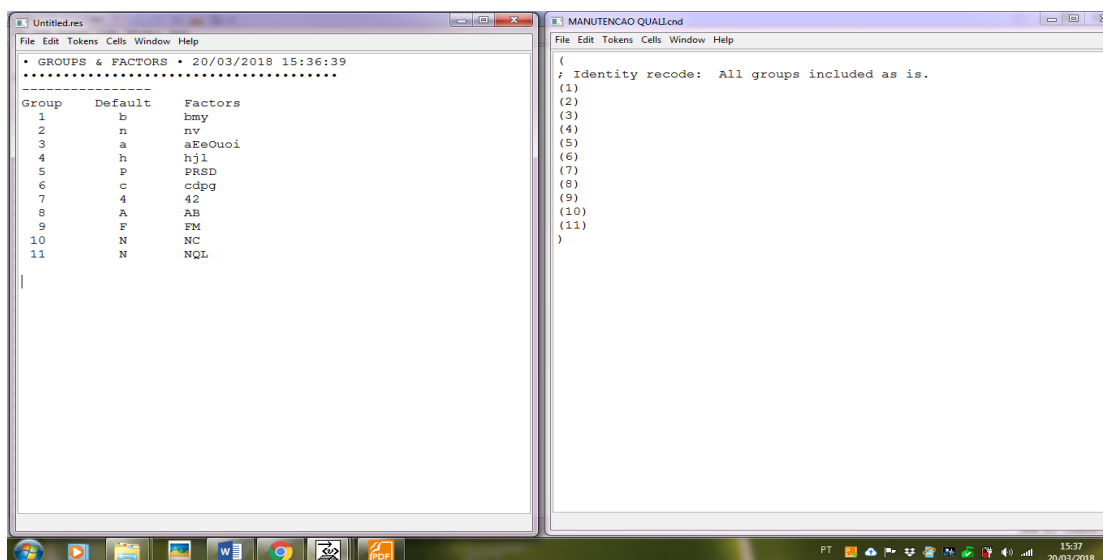 Untitled.res
File Edit Tokens Cells Window Help
• GROUPS & FACTORS • 20/03/2018 15:36:39
•••••••••••••••••••••••••••••••••••••••
----------------
Group Default Factors
1 b bmy
2 n nv
3 a aEeOuoi
4 h hjl
5 P PRSD
6 c cdpg
7 4 42
8 A AB
9 F FM
10 N NC
11 N NQL
MANUTENCAO QUALI.cnd
File Edit Tokens Cells Window Help
(
; Identity recode: All groups included as is.
(1)
(2)
(3)
(4)
(5)
(6)
(7)
(8)
(9)
(10)
(11)
)
W
PDF
PT
15:37
20/03/2018